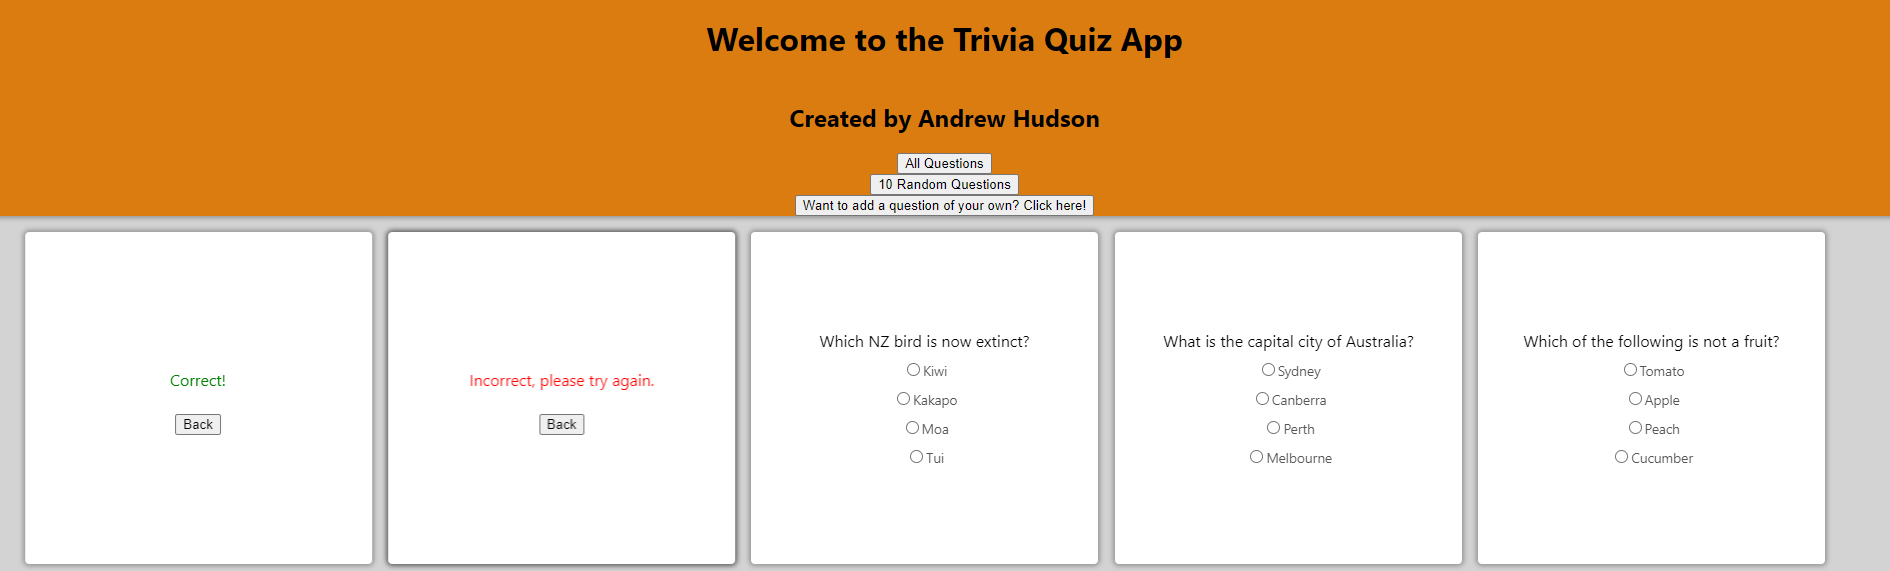 Welcome to the Trivia Quiz App
Created by Andrew Hudson
All Questions
10 Random Questions
Want to add a question of your own? Click here!
Correct!
Back
Incorrect, please try again.
Back
Which NZ bird is now extinct?
Kiwi
Kakapo
Moa
Tui
What is the capital city of Australia?
Sydney
Canberra
Perth
Melbourne
Which of the following is not a fruit?
Tomato
Apple
Peach
Cucumber